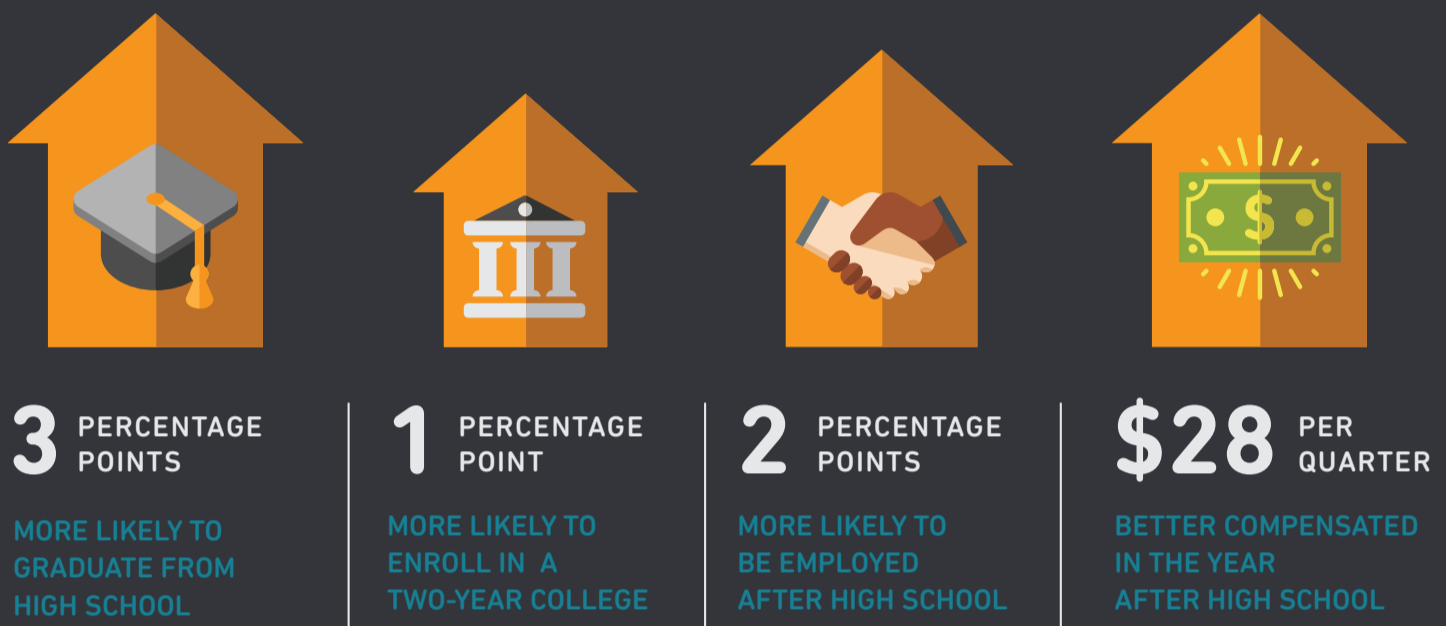 $
3 PERCENTAGE
POINTS
MORE LIKELY TO
GRADUATE FROM
HIGH SCHOOL
1 PERCENTAGE
POINT
MORE LIKELY TO
ENROLL IN A
TWO-YEAR COLLEGE
2 PERCENTAGE
POINTS
MORE LIKELY TO
BE EMPLOYED
AFTER HIGH SCHOOL
$28 PER
QUARTER
BETTER COMPENSATED
IN THE YEAR
AFTER HIGH SCHOOL